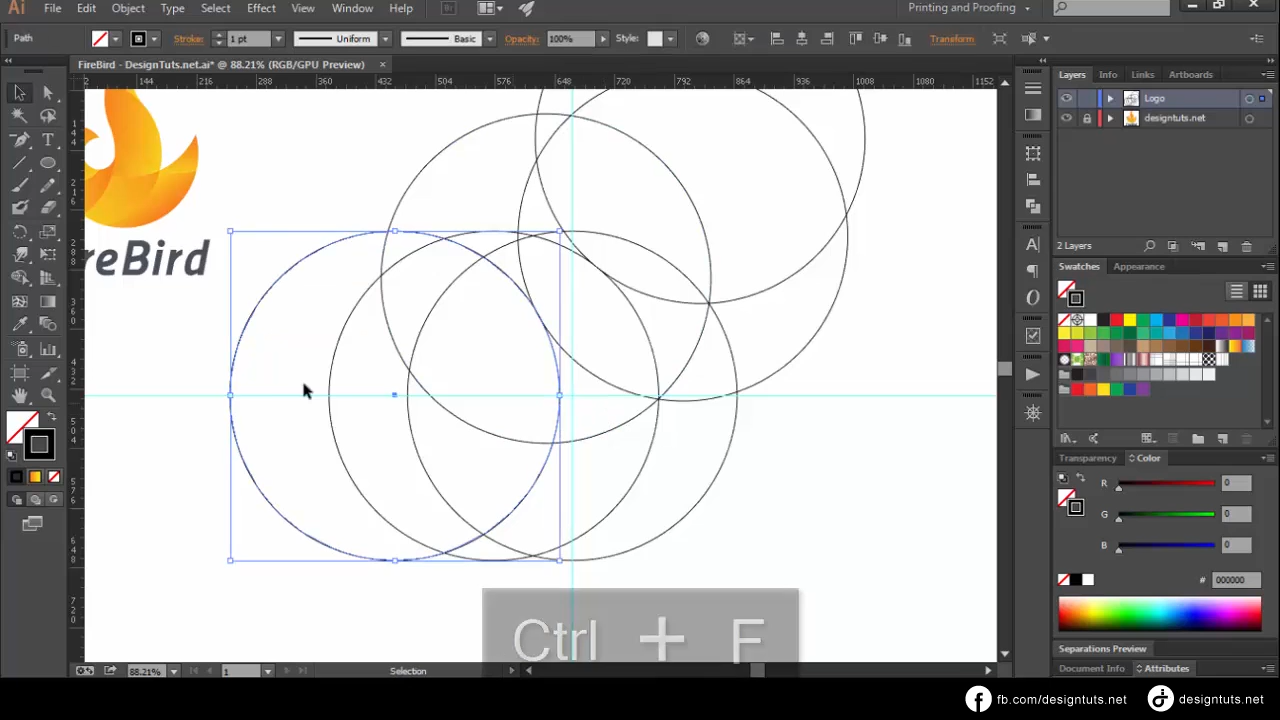 Ai File Edit Object Type Select Effect View Window Help Br Printing and Proofing
Path Stroke: 1 pt Uniform Basic Opacity: 100% Style: Transform
FireBird - DesignTuts.net.ai* @ 88.21% (RGB/GPU Preview) ×
2 144 216 288 360 432 504 576 648 720 792 864 936 1008 1080 1152
Layers Info Links Artboards
Logo
designtuts.net
reBird
2 Layers
Swatches Appearance
Transparency Color
R 0
G 0
B 0
# 000000
Ctrl + F
Separations Preview
Document Info Attributes
88.21% 1 Selection
fb.com/designtuts.net designtuts.net